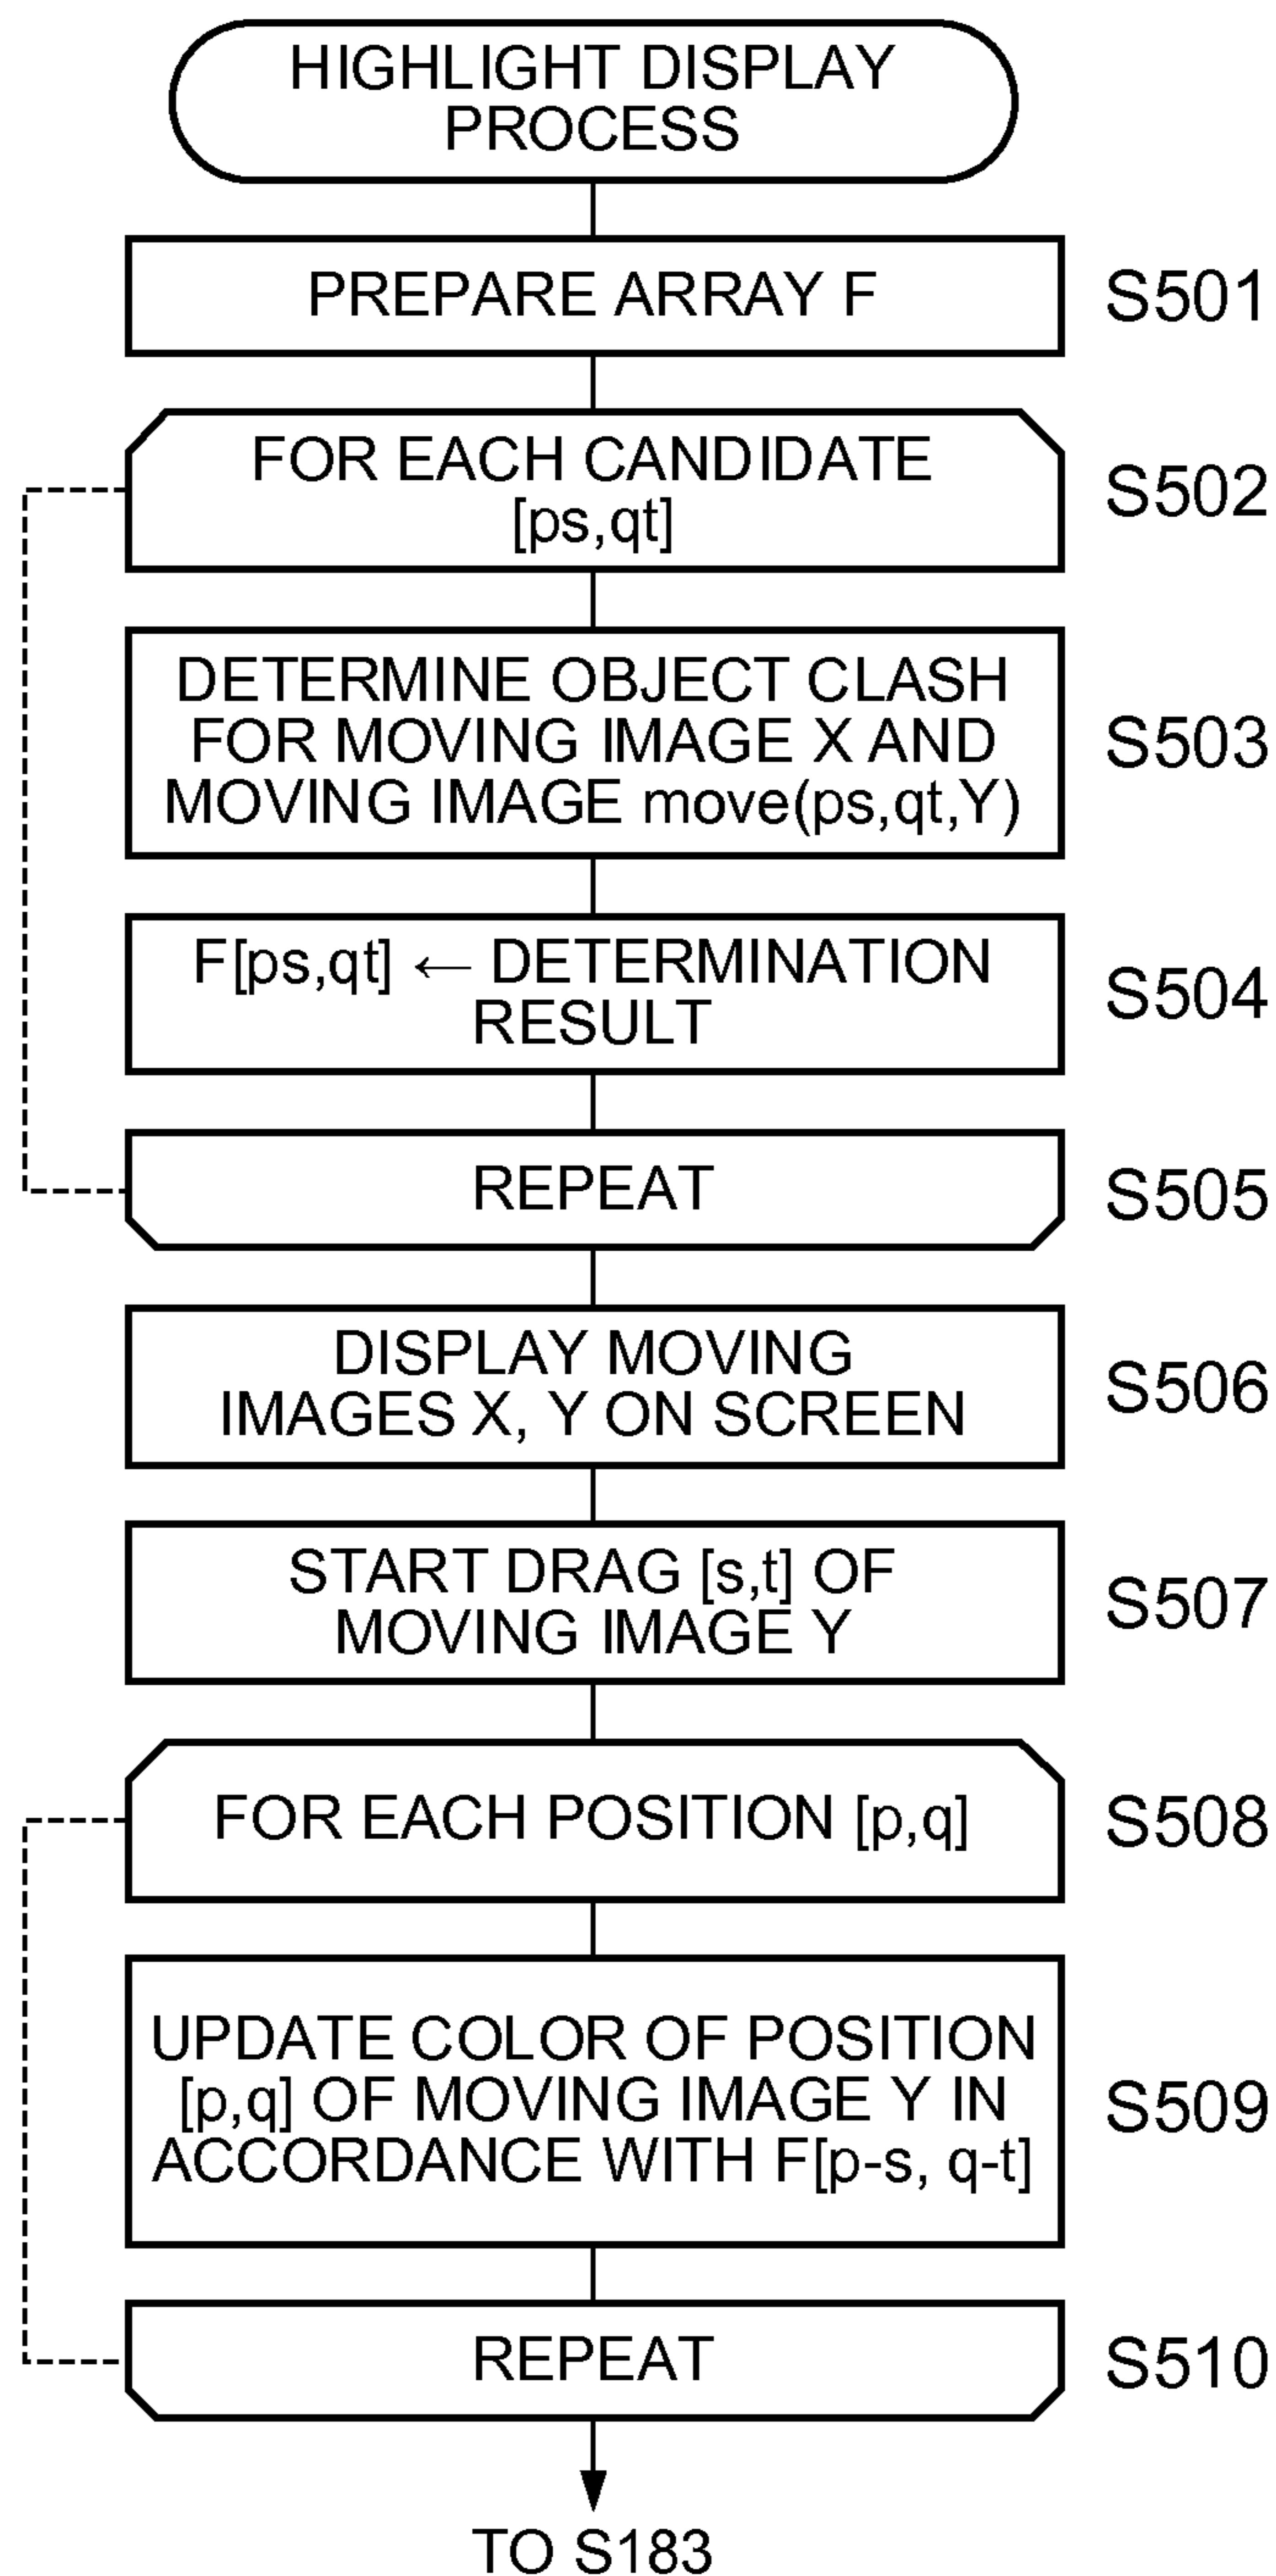 HIGHLIGHT DISPLAY
PROCESS
PREPARE ARRAY F
S501
FOR EACH CANDIDATE
[ps,qt]
S502
DETERMINE OBJECT CLASH
FOR MOVING IMAGE X AND
MOVING IMAGE move(ps,qt,Y)
S503
F[ps,qt] ← DETERMINATION
RESULT
S504
REPEAT
S505
DISPLAY MOVING
IMAGES X, Y ON SCREEN
S506
START DRAG [s,t] OF
MOVING IMAGE Y
S507
FOR EACH POSITION [p,q]
S508
UPDATE COLOR OF POSITION
[p,q] OF MOVING IMAGE Y IN
ACCORDANCE WITH F[p-s, q-t]
S509
REPEAT
S510
TO S183